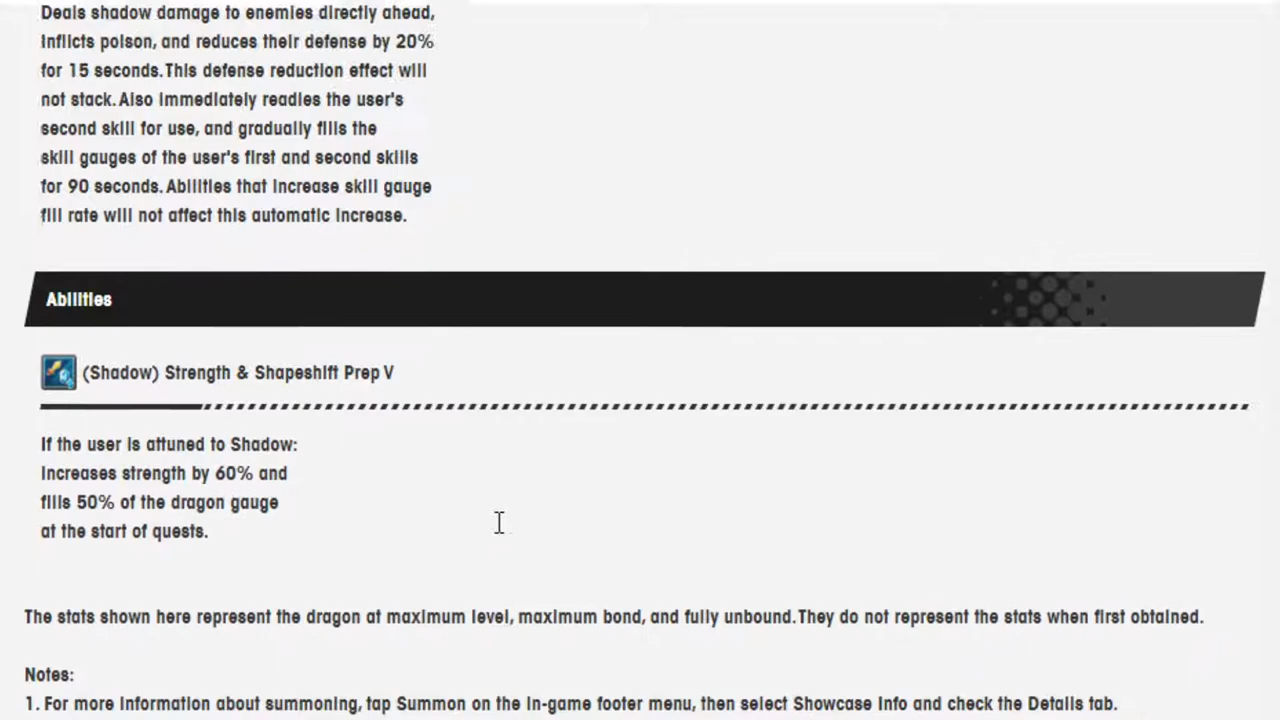 Deals shadow damage to enemies directly ahead,
inflicts poison, and reduces their defense by 20%
for 15 seconds. This defense reduction effect will
not stack. Also immediately readies the user's
second skill for use, and gradually fills the
skill gauges of the user's first and second skills
for 90 seconds. Abilities that increase skill gauge
fill rate will not affect this automatic increase.
Abilities
(Shadow) Strength & Shapeshift Prep V
If the user is attuned to Shadow:
Increases strength by 60% and
fills 50% of the dragon gauge
at the start of quests.
The stats shown here represent the dragon at maximum level, maximum bond, and fully unbound. They do not represent the stats when first obtained.
Notes:
1. For more information about summoning, tap Summon on the in-game footer menu, then select Showcase Info and check the Details tab.